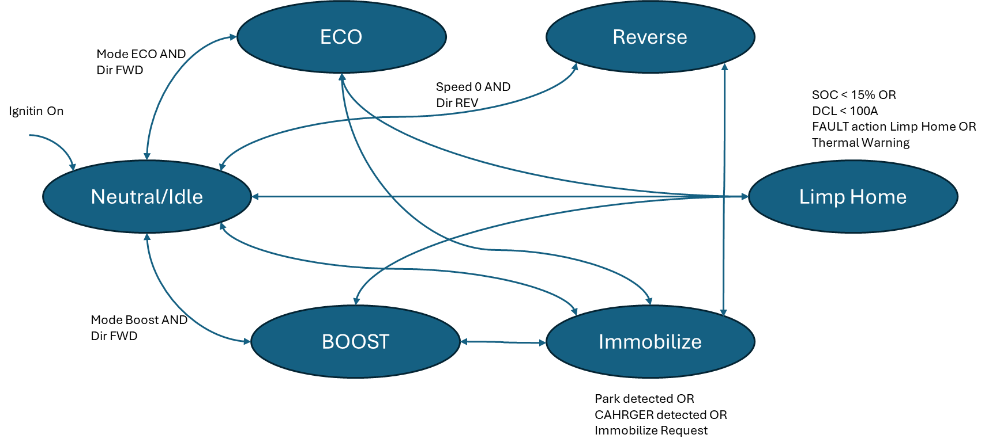 ECO
Reverse
Mode ECO AND
Dir FWD
Speed 0 AND
Dir REV
SOC < 15% OR
DCL < 100A
FAULT action Limp Home OR
Thermal Warning
Ignitin On
Neutral/Idle
Limp Home
Mode Boost AND
Dir FWD
BOOST
Immobilize
Park detected OR
CAHRGER detected OR
Immobilize Request